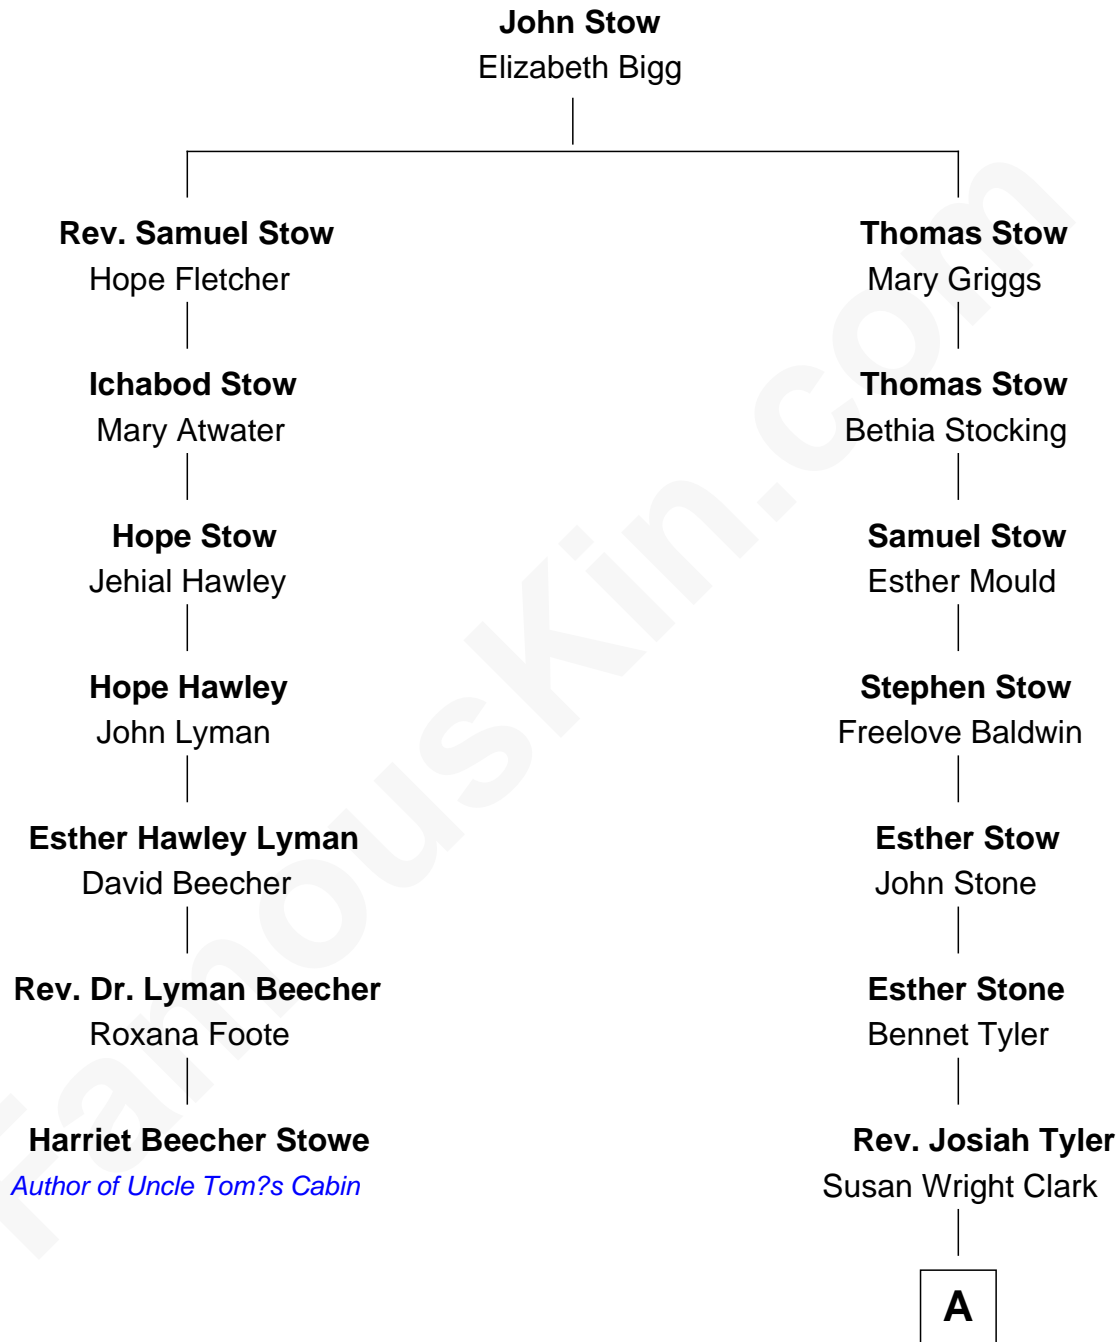 John Stow
Elizabeth Bigg
Rev. Samuel Stow
Hope Fletcher
Thomas Stow
Mary Griggs
Ichabod Stow
Mary Atwater
Thomas Stow
Bethia Stocking
Hope Stow
Jehial Hawley
Samuel Stow
Esther Mould
Hope Hawley
John Lyman
Stephen Stow
Freelove Baldwin
Esther Hawley Lyman
David Beecher
Esther Stow
John Stone
Rev. Dr. Lyman Beecher
Roxana Foote
Esther Stone
Bennet Tyler
Harriet Beecher Stowe
Author of Uncle Tom?s Cabin
Rev. Josiah Tyler
Susan Wright Clark
A
FamousKin.com